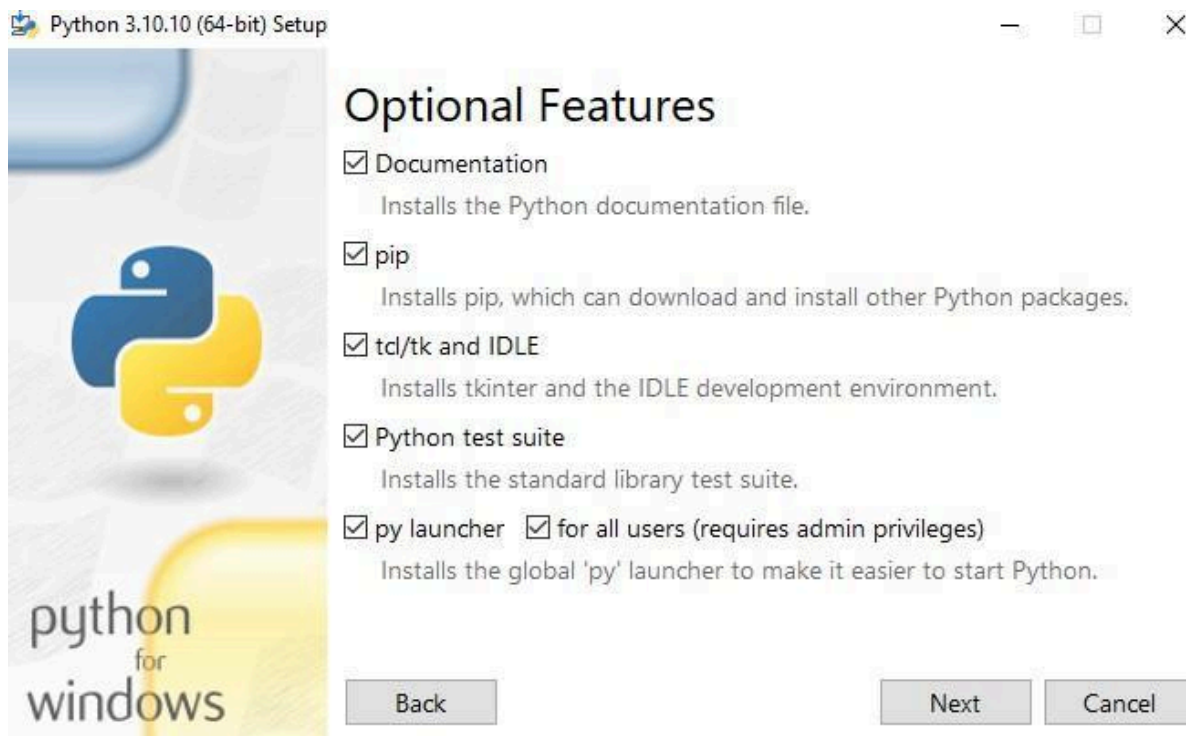 Python 3.10.10 (64-bit) Setup
Optional Features
Documentation
Installs the Python documentation file.
pip
Installs pip, which can download and install other Python packages.
tcl/tk and IDLE
Installs tkinter and the IDLE development environment.
Python test suite
Installs the standard library test suite.
py launcher for all users (requires admin privileges)
Installs the global 'py' launcher to make it easier to start Python.
python
for
windows
Back Next Cancel